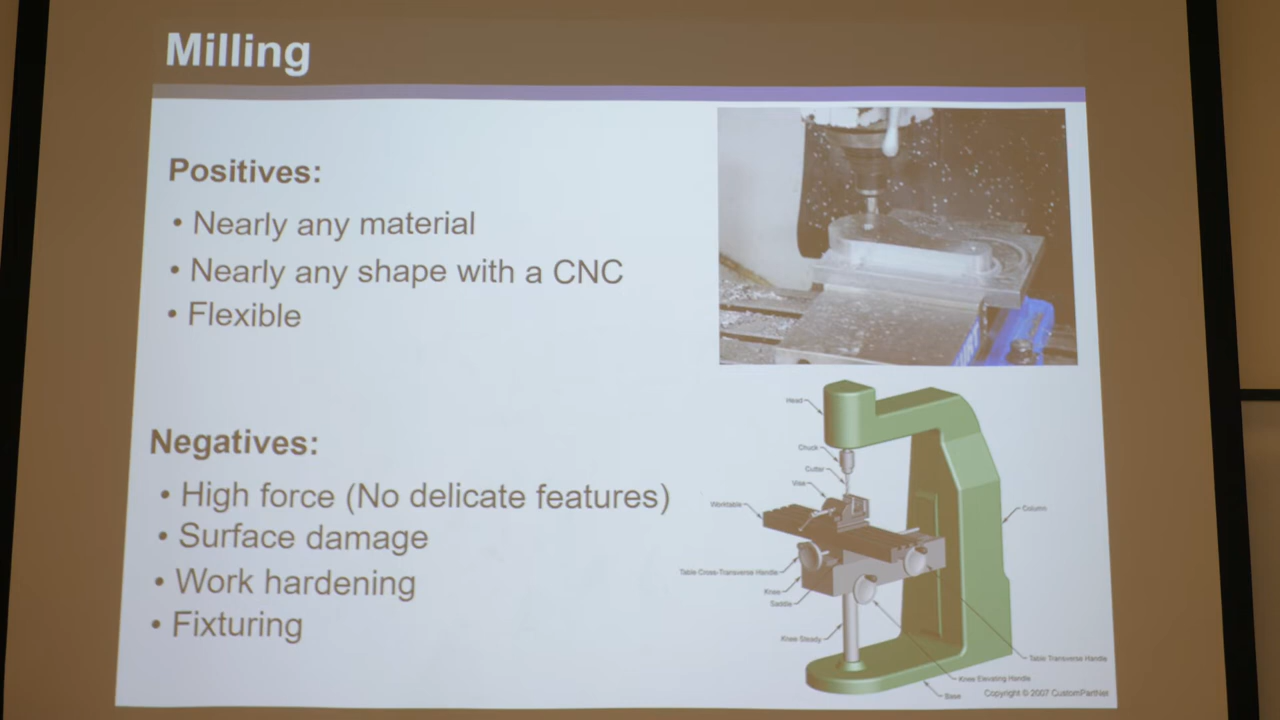 Milling
Positives:
• Nearly any material
• Nearly any shape with a CNC
• Flexible
Negatives:
• High force (No delicate features)
• Surface damage
• Work hardening
• Fixturing
Head
Chuck
Cutter
Vise
Worktable
Column
Table Cross-Transverse Handle
Knee
Saddle
Knee Steady
Table Transverse Handle
Knee Elevating Handle
Base
Copyright © 2007 CustomPartNet